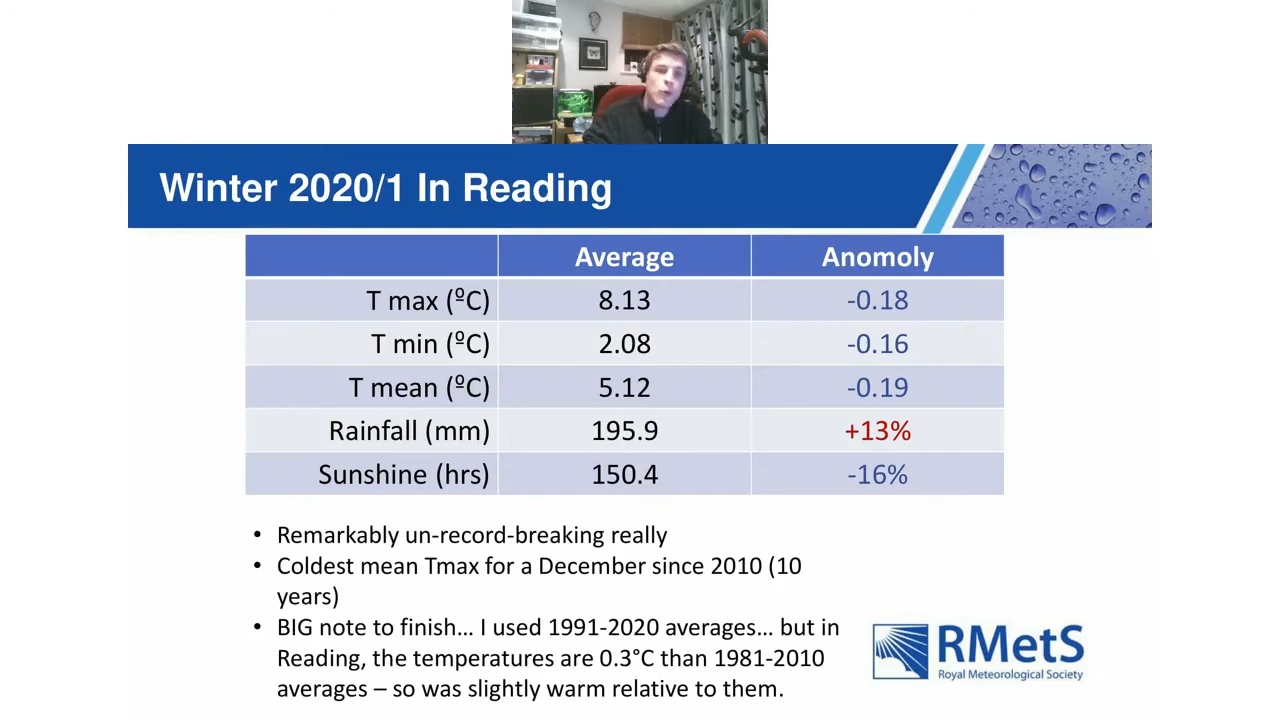 Winter 2020/1 In Reading
Average Anomoly
T max (ºC) 8.13 -0.18
T min (ºC) 2.08 -0.16
T mean (ºC) 5.12 -0.19
Rainfall (mm) 195.9 +13%
Sunshine (hrs) 150.4 -16%
• Remarkably un-record-breaking really
• Coldest mean Tmax for a December since 2010 (10
years)
• BIG note to finish… I used 1991-2020 averages… but in
Reading, the temperatures are 0.3°C than 1981-2010
averages – so was slightly warm relative to them.
RMetS
Royal Meteorological Society